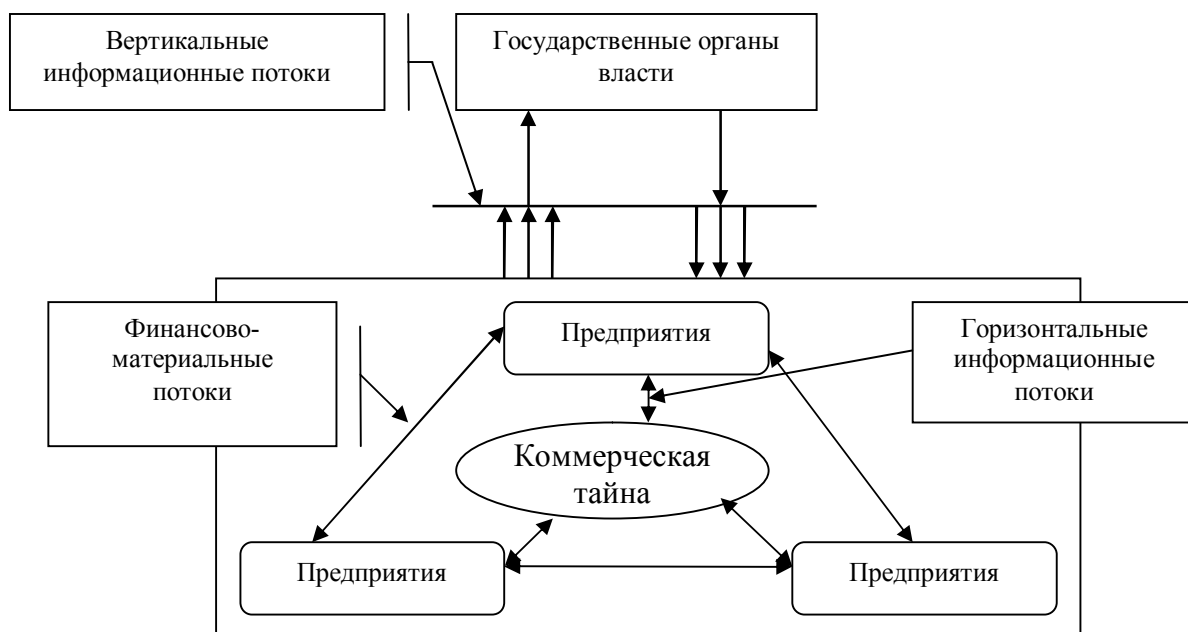 Вертикальные
информационные потоки
Государственные органы
власти
Финансово-
материальные
потоки
Предприятия
Горизонтальные
информационные
потоки
Коммерческая
тайна
Предприятия
Предприятия